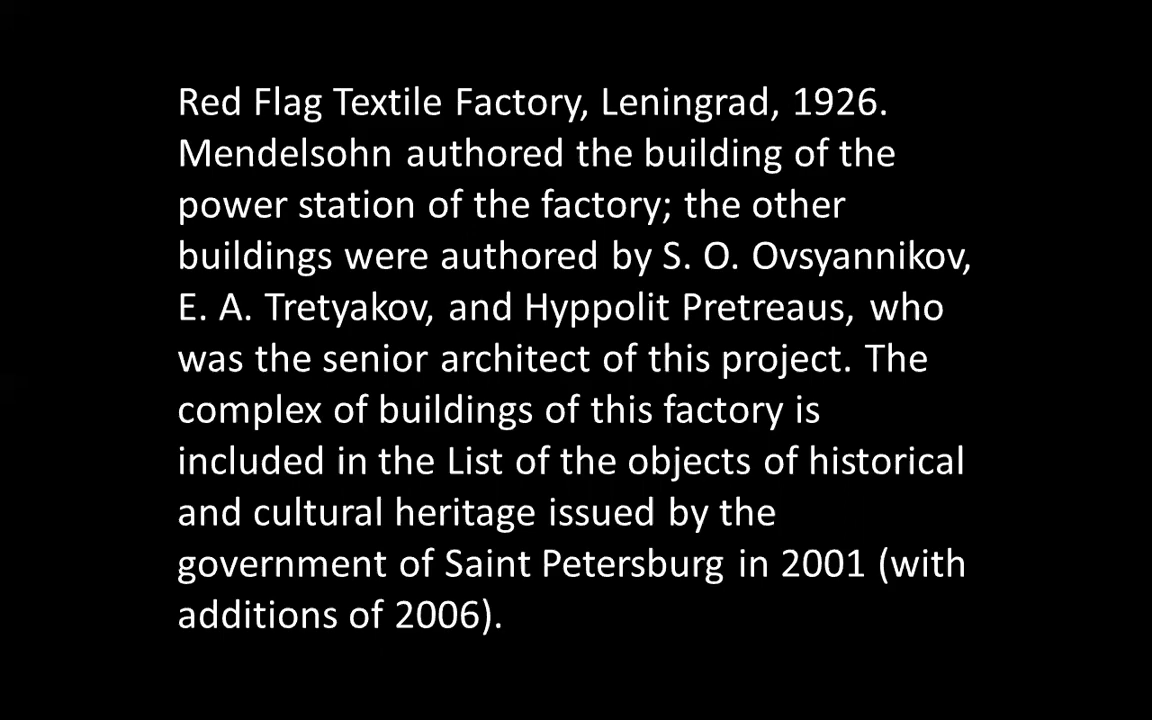 Red Flag Textile Factory, Leningrad, 1926.
Mendelsohn authored the building of the
power station of the factory; the other
buildings were authored by S. O. Ovsyannikov,
E. A. Tretyakov, and Hyppolit Pretreaus, who
was the senior architect of this project. The
complex of buildings of this factory is
included in the List of the objects of historical
and cultural heritage issued by the
government of Saint Petersburg in 2001 (with
additions of 2006).